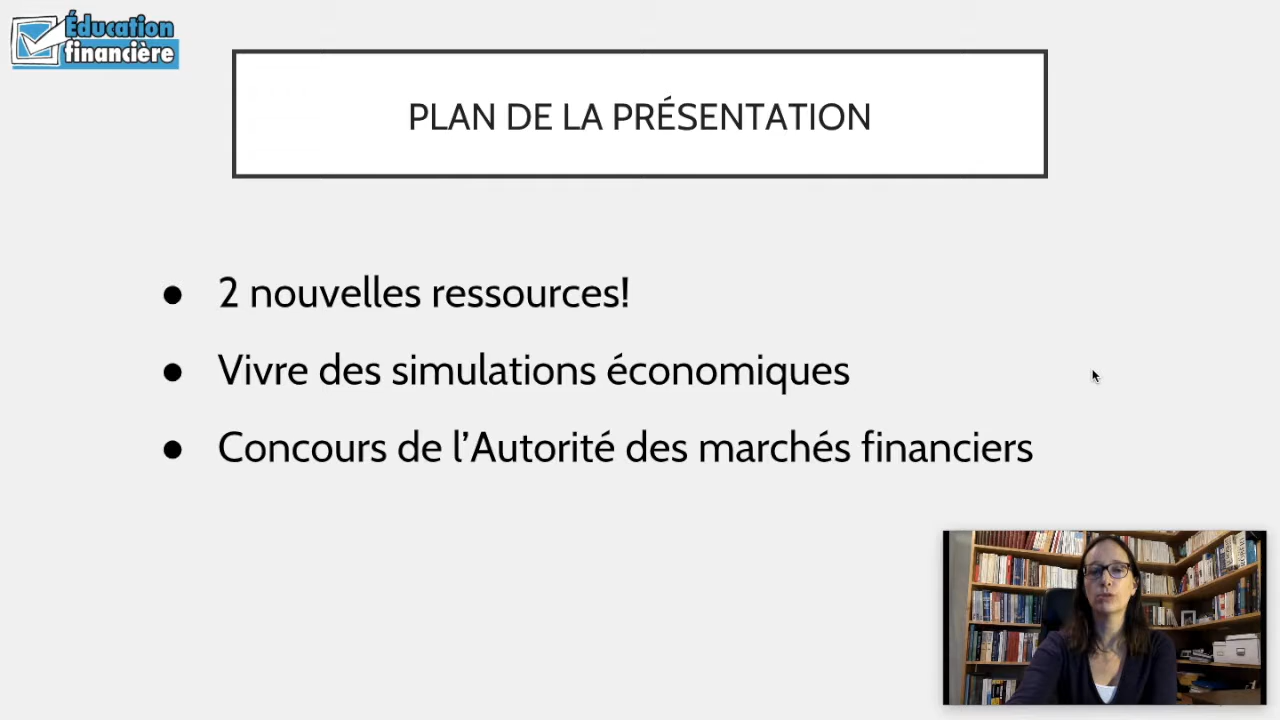 Éducation
financière
PLAN DE LA PRÉSENTATION
● 2 nouvelles ressources!
● Vivre des simulations économiques
● Concours de l’Autorité des marchés financiers